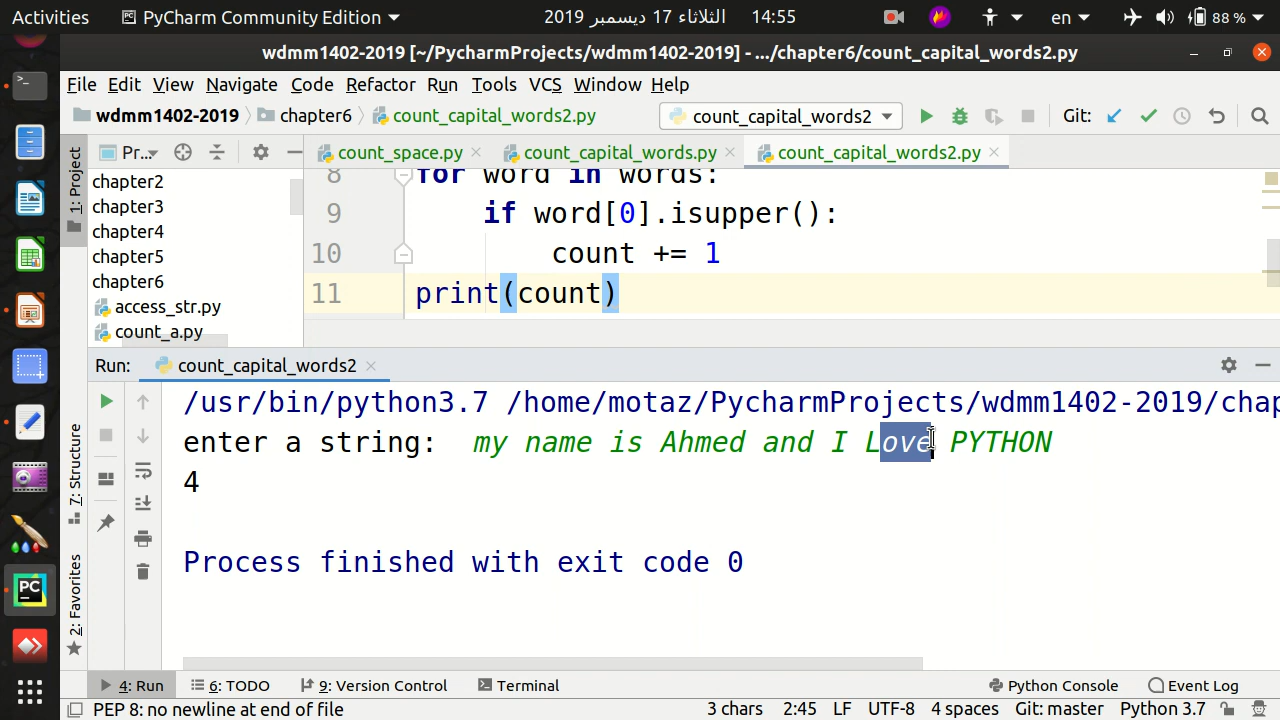 Activities PyCharm Community Edition الثلاثاء 17 ديسمبر 2019 14:55 en 88 %
wdmm1402-2019 [~/PycharmProjects/wdmm1402-2019] - .../chapter6/count_capital_words2.py
File Edit View Navigate Code Refactor Run Tools VCS Window Help
wdmm1402-2019 chapter6 count_capital_words2.py count_capital_words2 Git:
1: Project Pr... count_space.py count_capital_words.py count_capital_words2.py
chapter2
chapter3
chapter4
chapter5
chapter6
access_str.py
count_a.py
8 for word in words:
9 if word[0].isupper():
10 count += 1
11 print(count)
Run: count_capital_words2
/usr/bin/python3.7 /home/motaz/PycharmProjects/wdmm1402-2019/chap
enter a string: my name is Ahmed and I Love PYTHON
4
Process finished with exit code 0
7: Structure
2: Favorites
4: Run 6: TODO 9: Version Control Terminal Python Console Event Log
PEP 8: no newline at end of file 3 chars 2:45 LF UTF-8 4 spaces Git: master Python 3.7